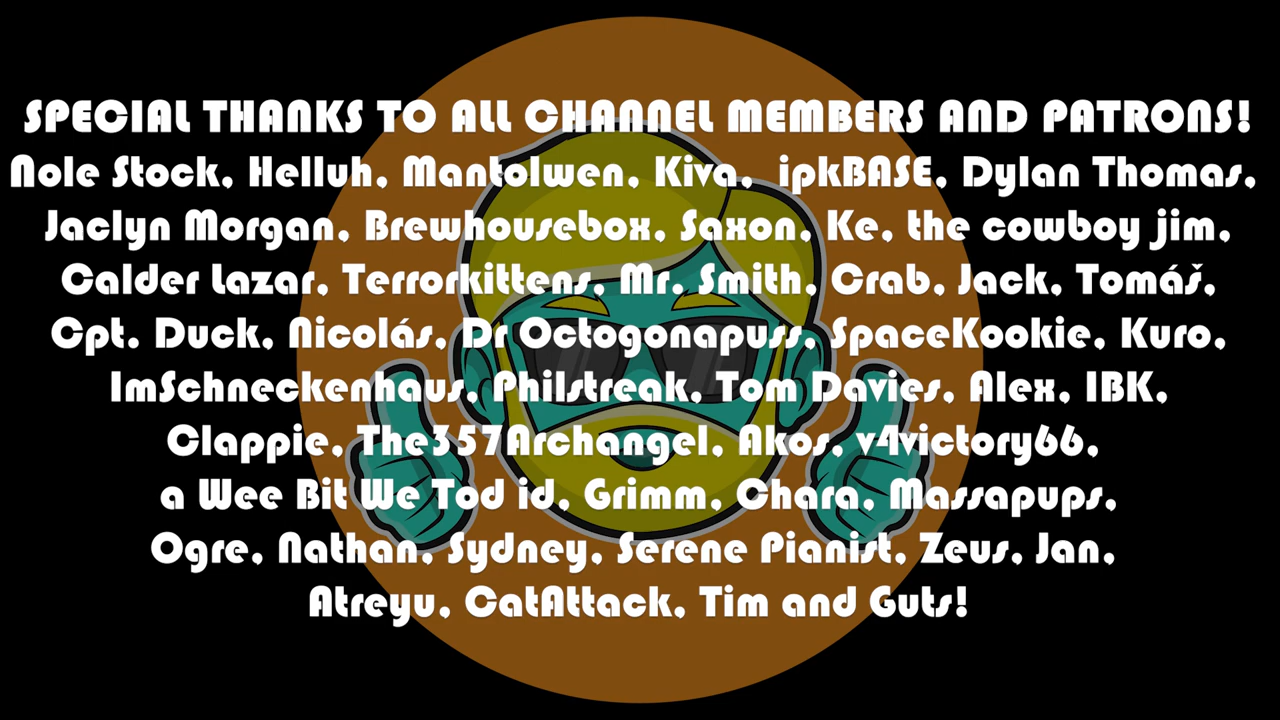 SPECIAL THANKS TO ALL CHANNEL MEMBERS AND PATRONS!
Nole Stock, Helluh, Mantolwen, Kiva, ipkBASE, Dylan Thomas,
Jaclyn Morgan, Brewhousebox, Saxon, Ke, the cowboy jim,
Calder Lazar, Terrorkittens, Mr. Smith, Crab, Jack, Tomáš,
Cpt. Duck, Nicolás, Dr Octogonapuss, SpaceKookie, Kuro,
ImSchneckenhaus, Philstreak, Tom Davies, Alex, IBK,
Clappie, The357Archangel, Akos, v4victory66,
a Wee Bit We Tod id, Grimm, Chara, Massapups,
Ogre, Nathan, Sydney, Serene Pianist, Zeus, Jan,
Atreyu, CatAttack, Tim and Guts!